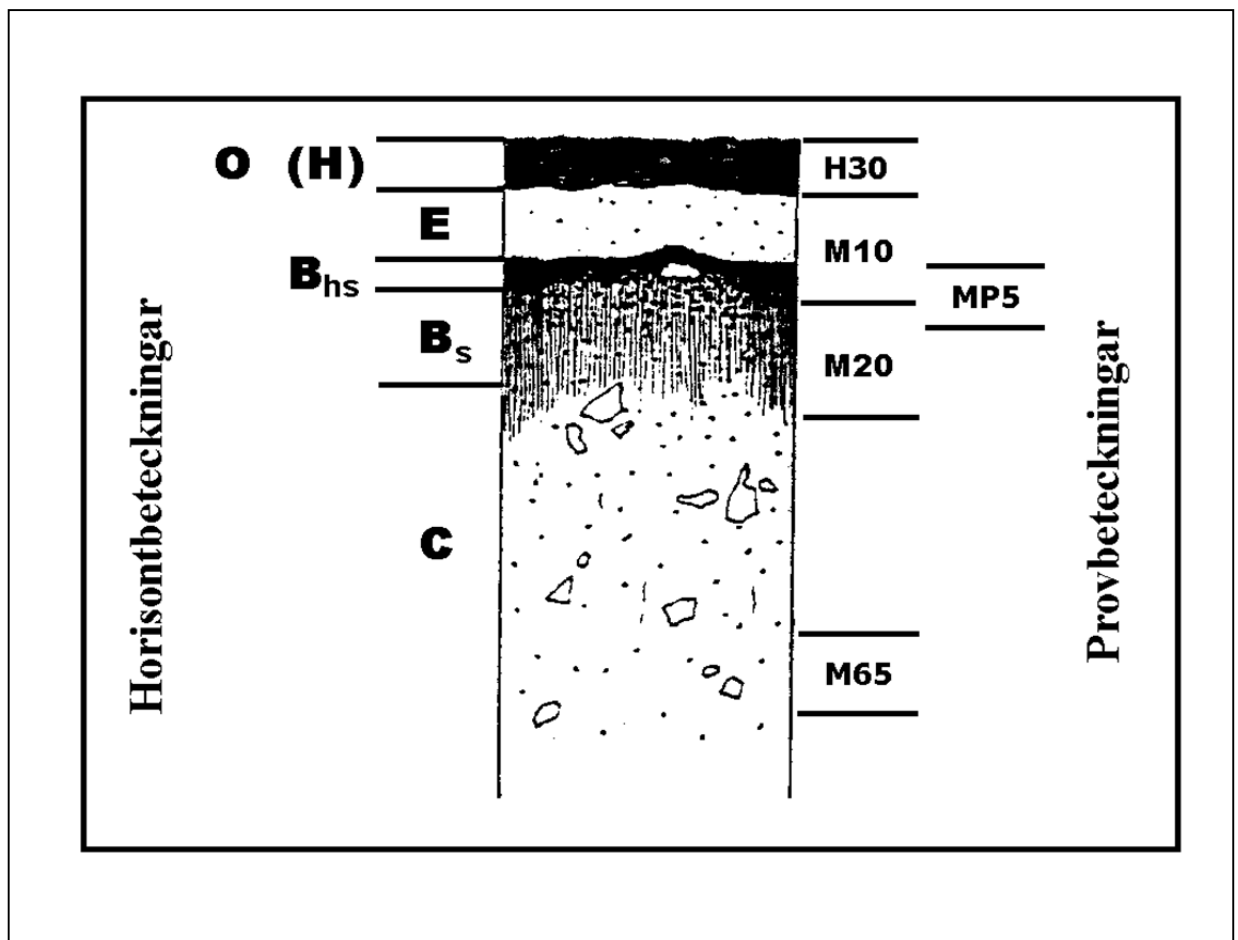 Horisontbeteckningar
O (H)
E
Bhs
Bs
C
H30
M10
MP5
M20
M65
Provbeteckningar